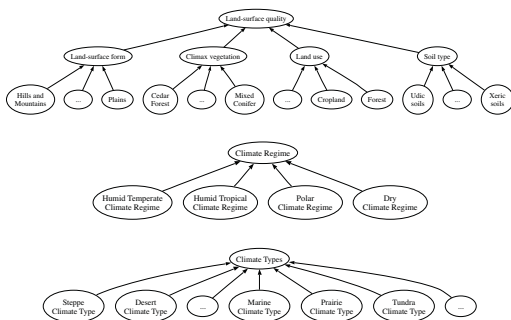 Land-surface quality
Land-surface form
Climax vegetation
Land use
Soil type
Hills and
Mountains
...
Plains
Cedar
Forest
...
Mixed
Conifer
...
Cropland
Forest
Udic
soils
...
Xeric
soils
Climate Regime
Humid Temperate
Climate Regime
Humid Tropical
Climate Regime
Polar
Climate Regime
Dry
Climate Regime
Climate Types
Steppe
Climate Type
Desert
Climate Type
...
Marine
Climate Type
Prairie
Climate Type
Tundra
Climate Type
...